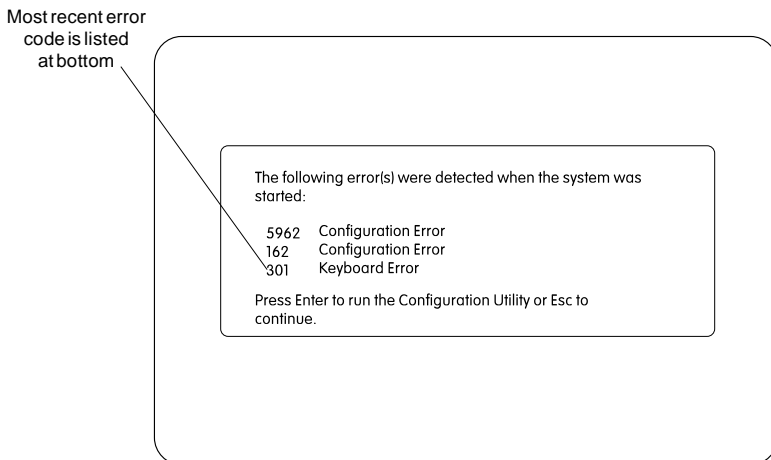 Most recent error
code is listed
at bottom
The following error(s) were detected when the system was
started:
5962 Configuration Error
162 Configuration Error
301 Keyboard Error
Press Enter to run the Configuration Utility or Esc to
continue.